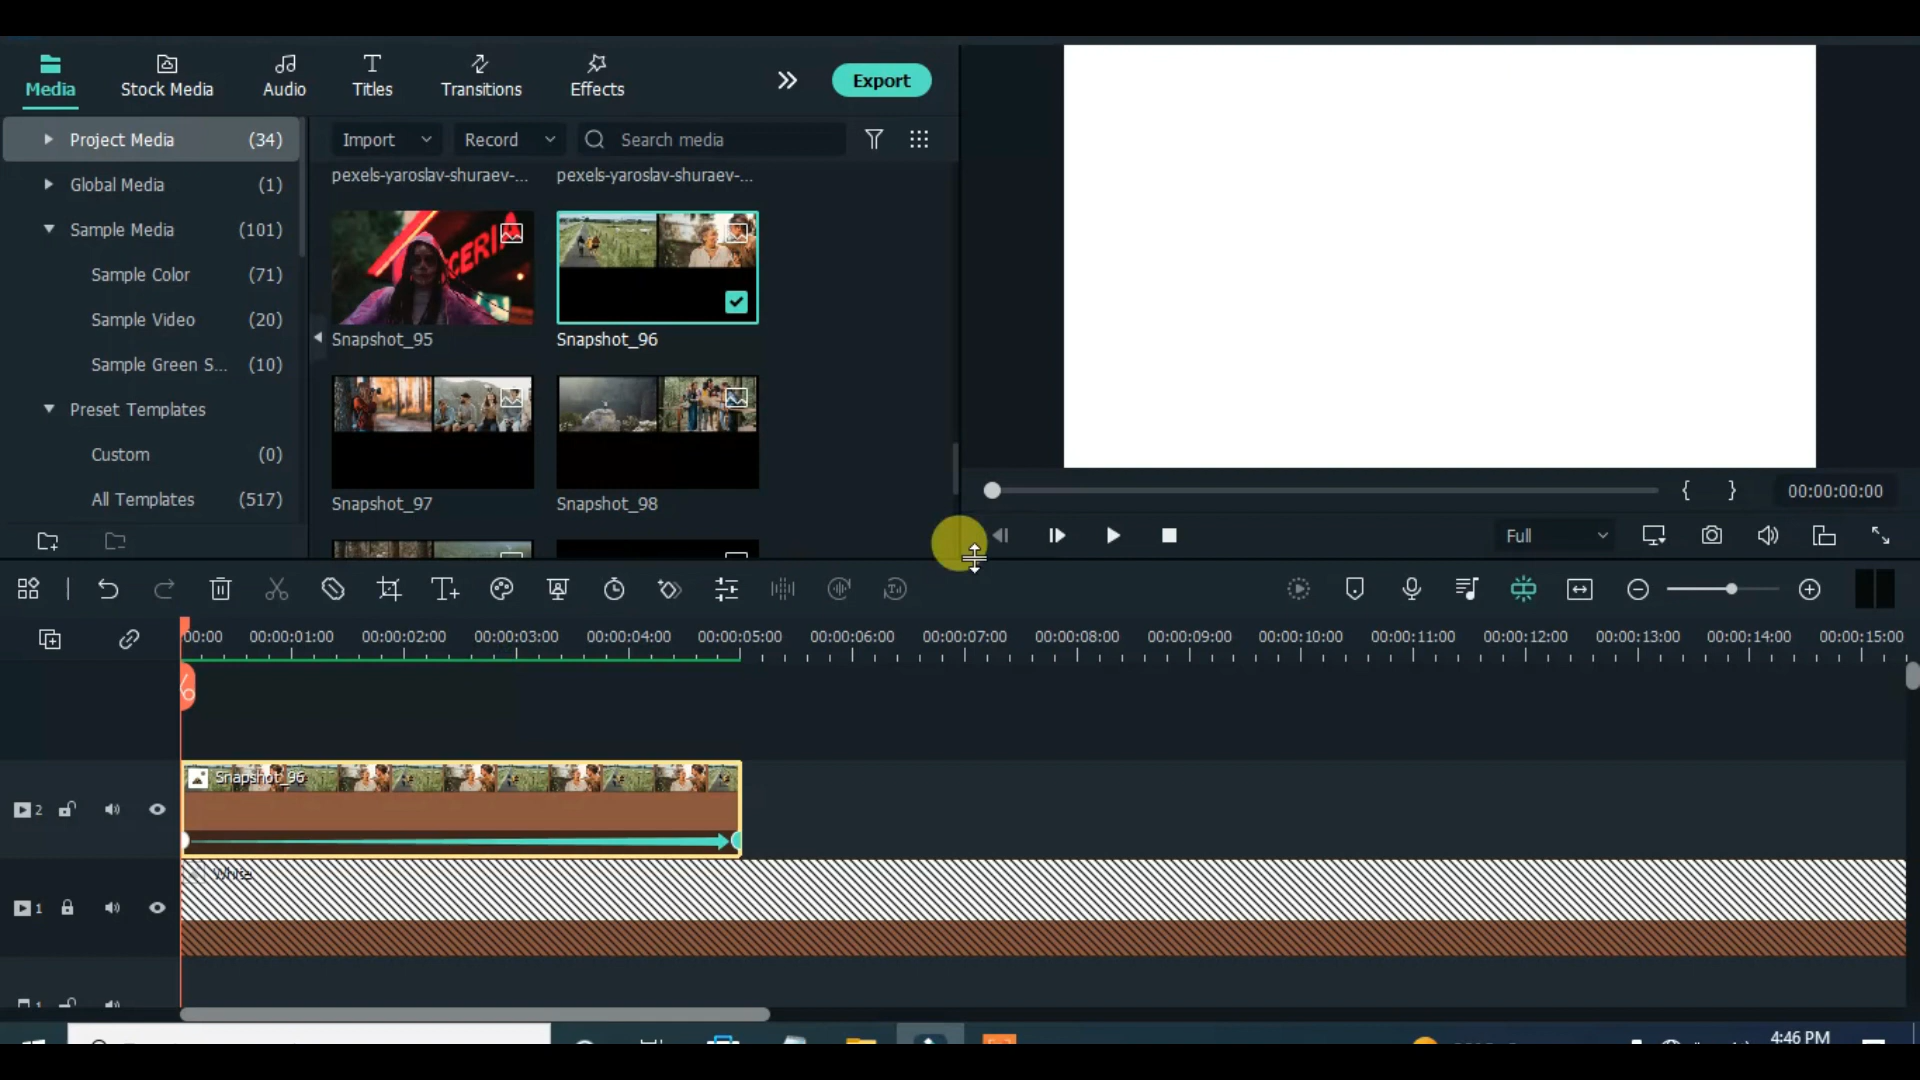 Media
Stock Media
Audio
Titles
Transitions
Effects
Export
Project Media (34)
Global Media (1)
Sample Media (101)
Sample Color (71)
Sample Video (20)
Sample Green S... (10)
Preset Templates
Custom (0)
All Templates (517)
Import
Record
Search media
pexels-yaroslav-shuraev-...
pexels-yaroslav-shuraev-...
Snapshot_95
Snapshot_96
Snapshot_97
Snapshot_98
{ }
00:00:00:00
Full
00:00 00:00:01:00 00:00:02:00 00:00:03:00 00:00:04:00 00:00:05:00 00:00:06:00 00:00:07:00 00:00:08:00 00:00:09:00 00:00:10:00 00:00:11:00 00:00:12:00 00:00:13:00 00:00:14:00 00:00:15:00
Snapshot_96
2
White
1
1
4:46 PM